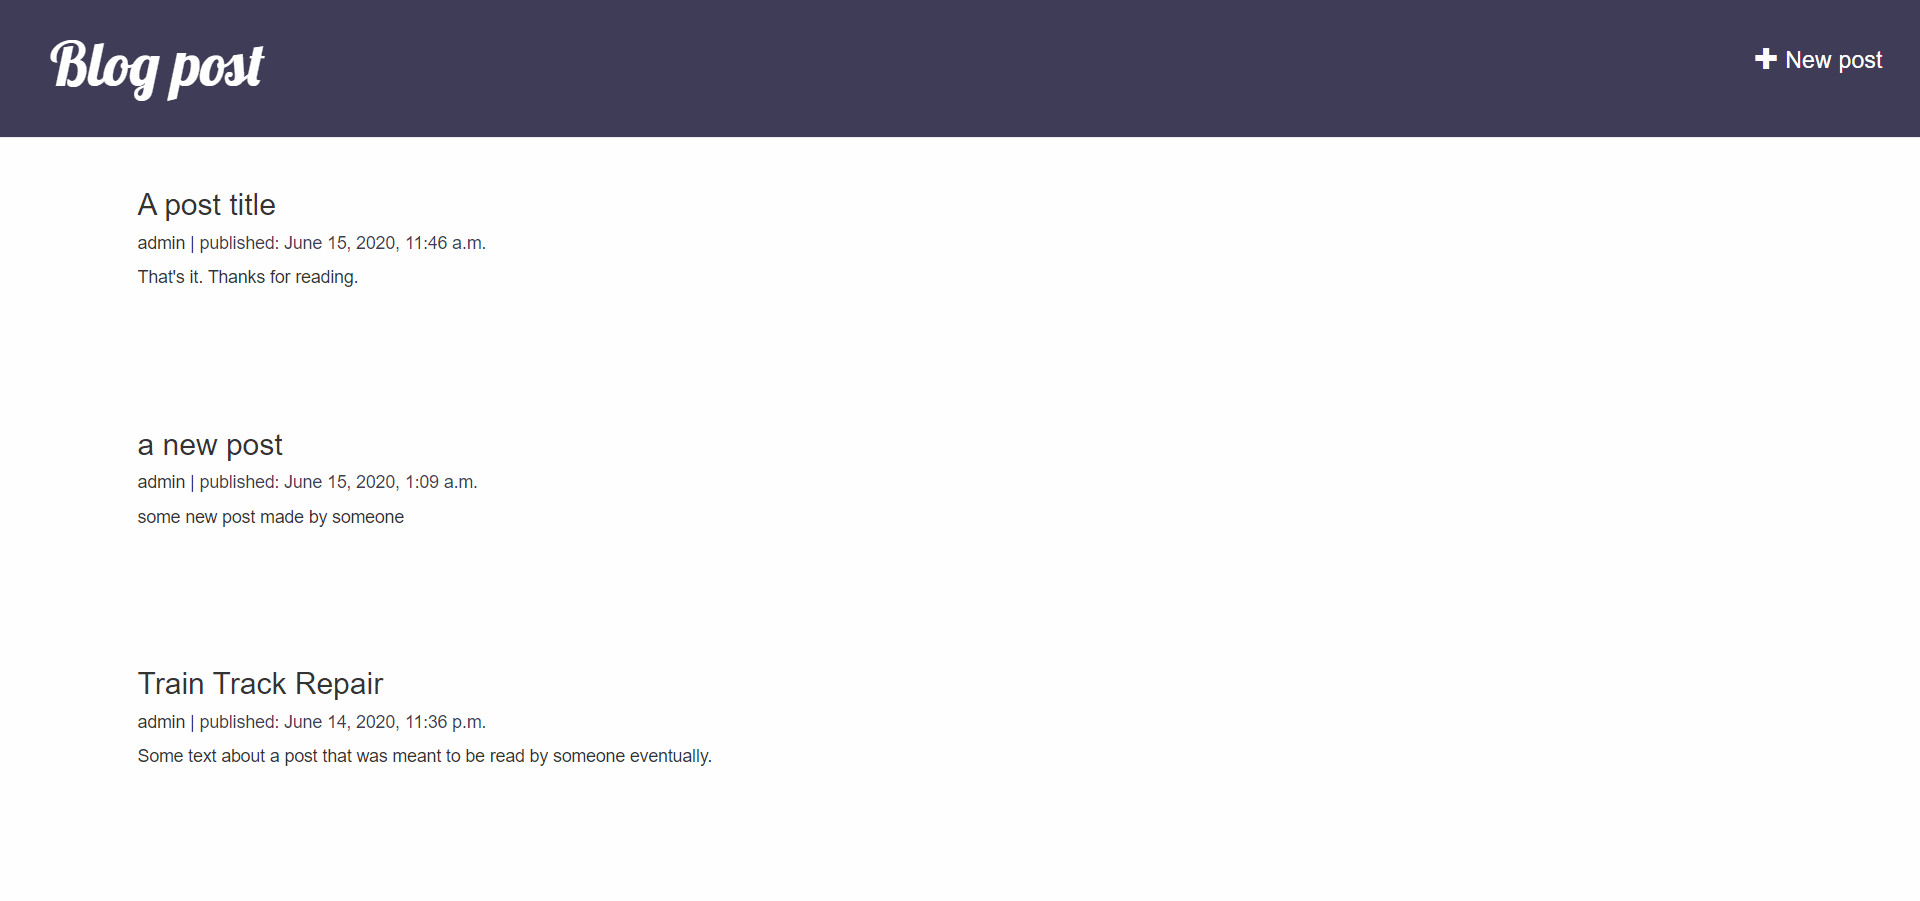 Blog post
New post
A post title
admin | published: June 15, 2020, 11:46 a.m.
That's it. Thanks for reading.
a new post
admin | published: June 15, 2020, 1:09 a.m.
some new post made by someone
Train Track Repair
admin | published: June 14, 2020, 11:36 p.m.
Some text about a post that was meant to be read by someone eventually.